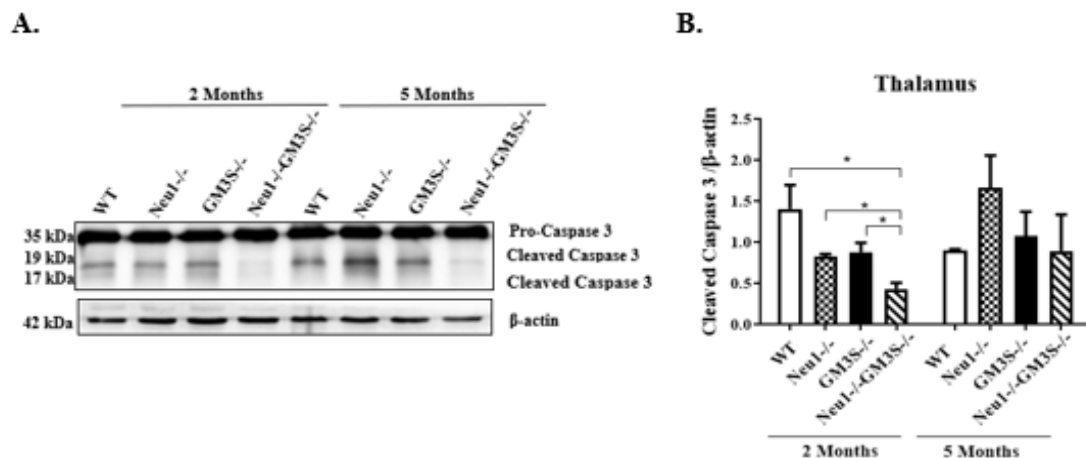 A.
2 Months
5 Months
WT
Neu1-/-
GM3S-/-
Neu1-/-GM3S-/-
WT
Neu1-/-
GM3S-/-
Neu1-/-GM3S-/-
35 kDa
Pro-Caspase 3
19 kDa
Cleaved Caspase 3
17 kDa
Cleaved Caspase 3
42 kDa
β-actin
B.
Thalamus
Cleaved Caspase 3 /β-actin
2.5
2.0
1.5
1.0
0.5
0.0
*
*
*
WT
Neu1-/-
GM3S-/-
Neu1-/-GM3S-/-
WT
Neu1-/-
GM3S-/-
Neu1-/-GM3S-/-
2 Months
5 Months